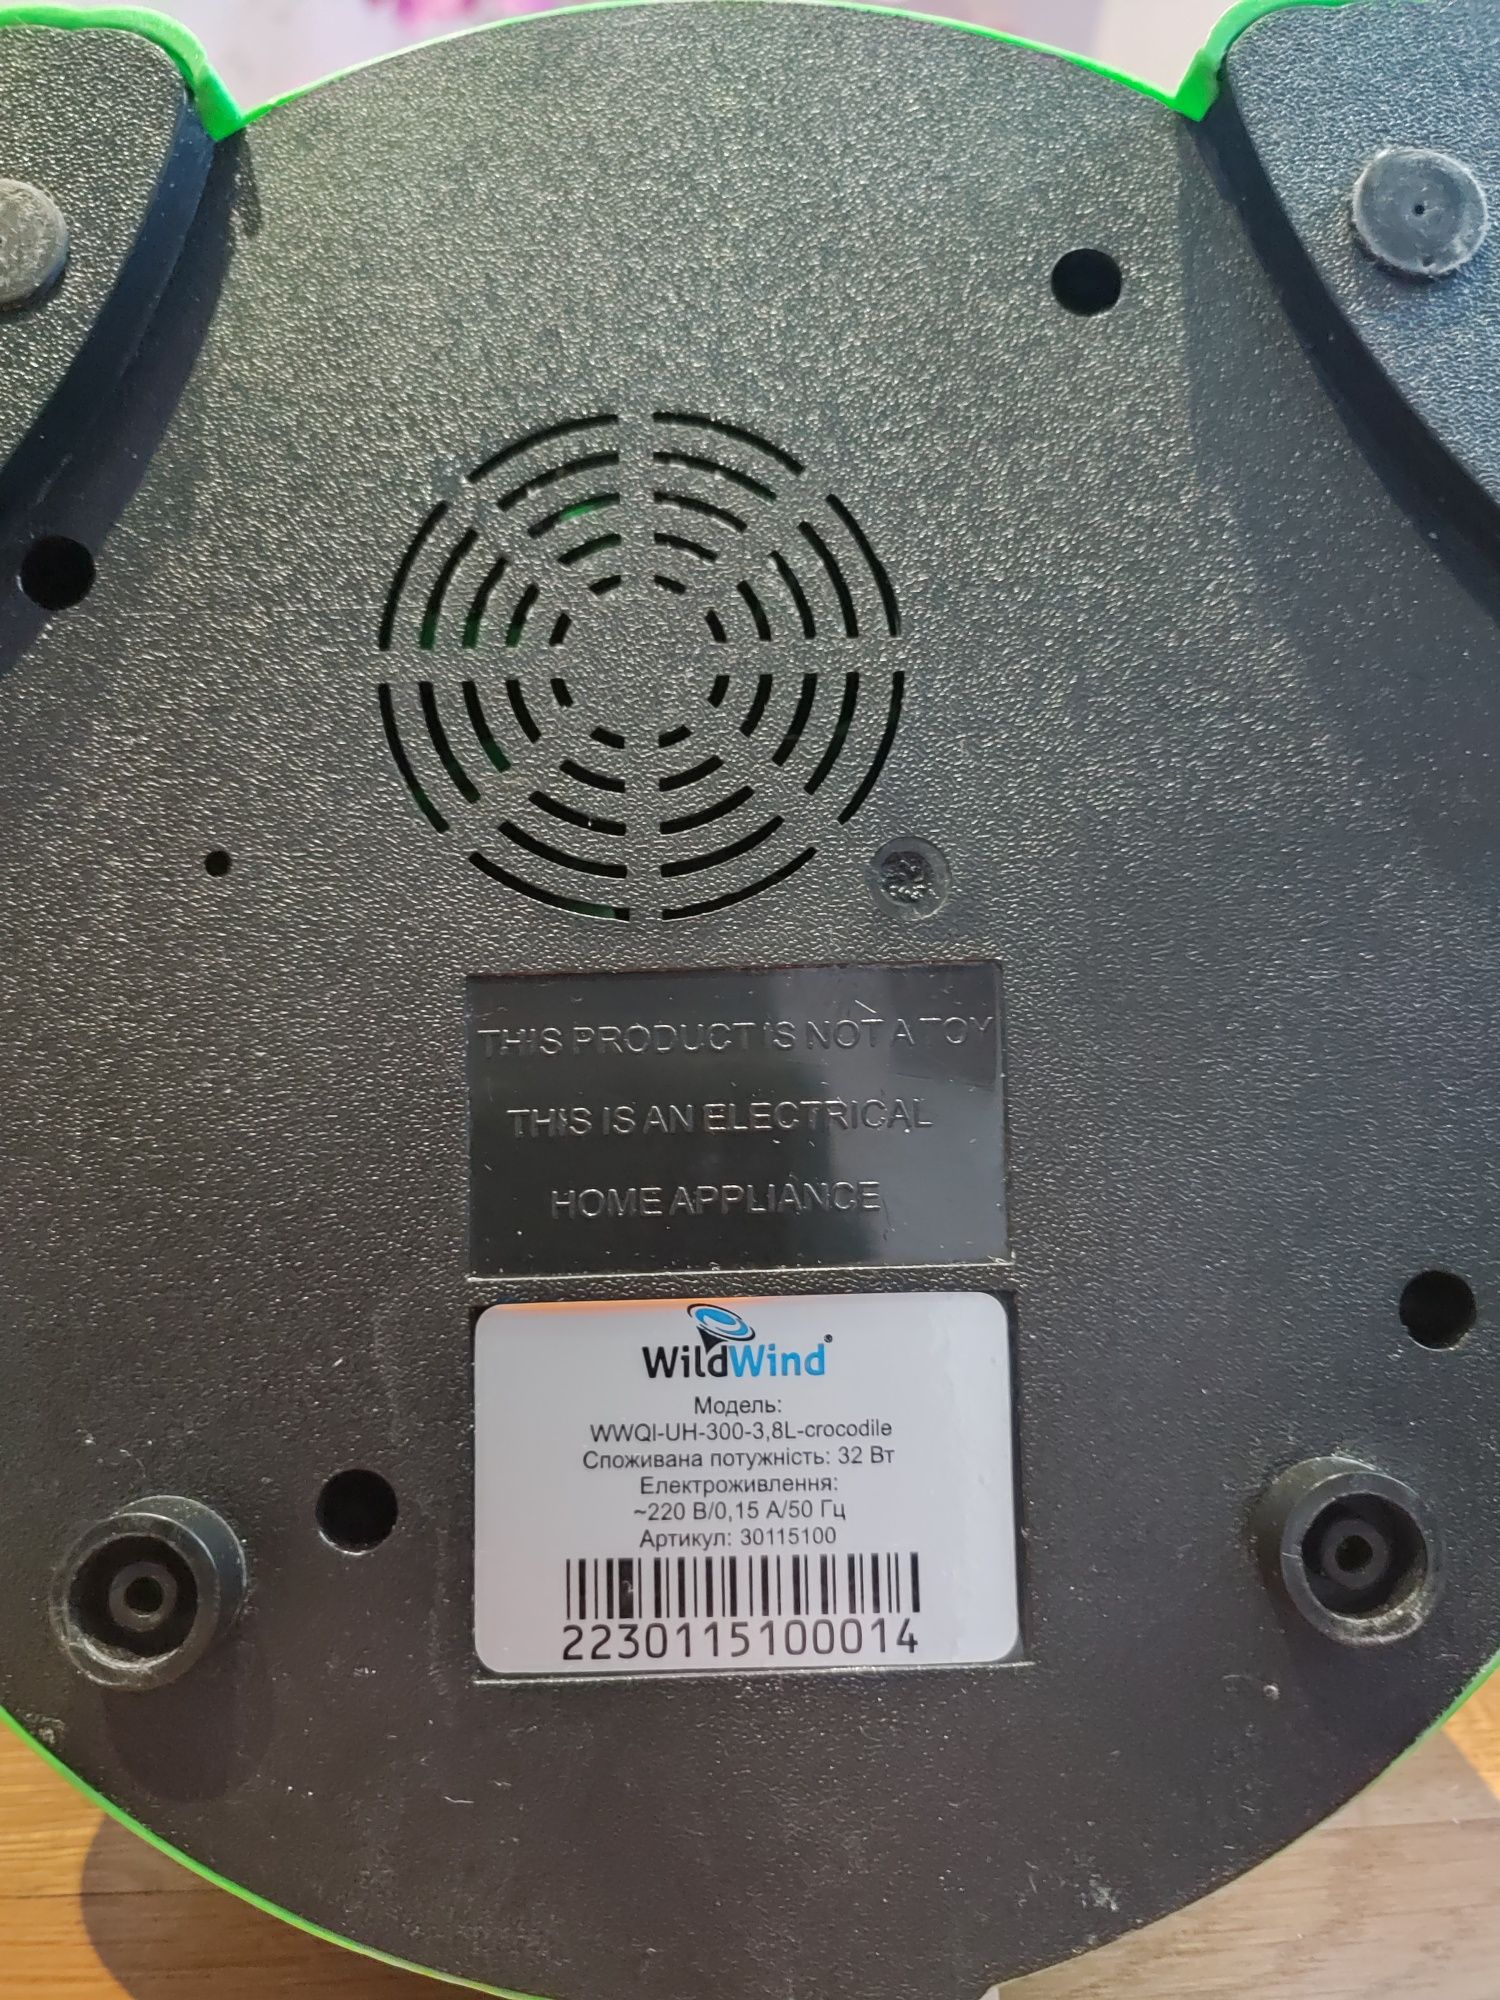 THIS PRODUCT IS NOT A TOY
THIS IS AN ELECTRICAL
HOME APPLIANCE
WildWind®
Модель:
WWQI-UH-300-3,8L-crocodile
Споживана потужність: 32 Вт
Електроживлення:
~220 В/0,15 А/50 Гц
Артикул: 30115100
2230115100014